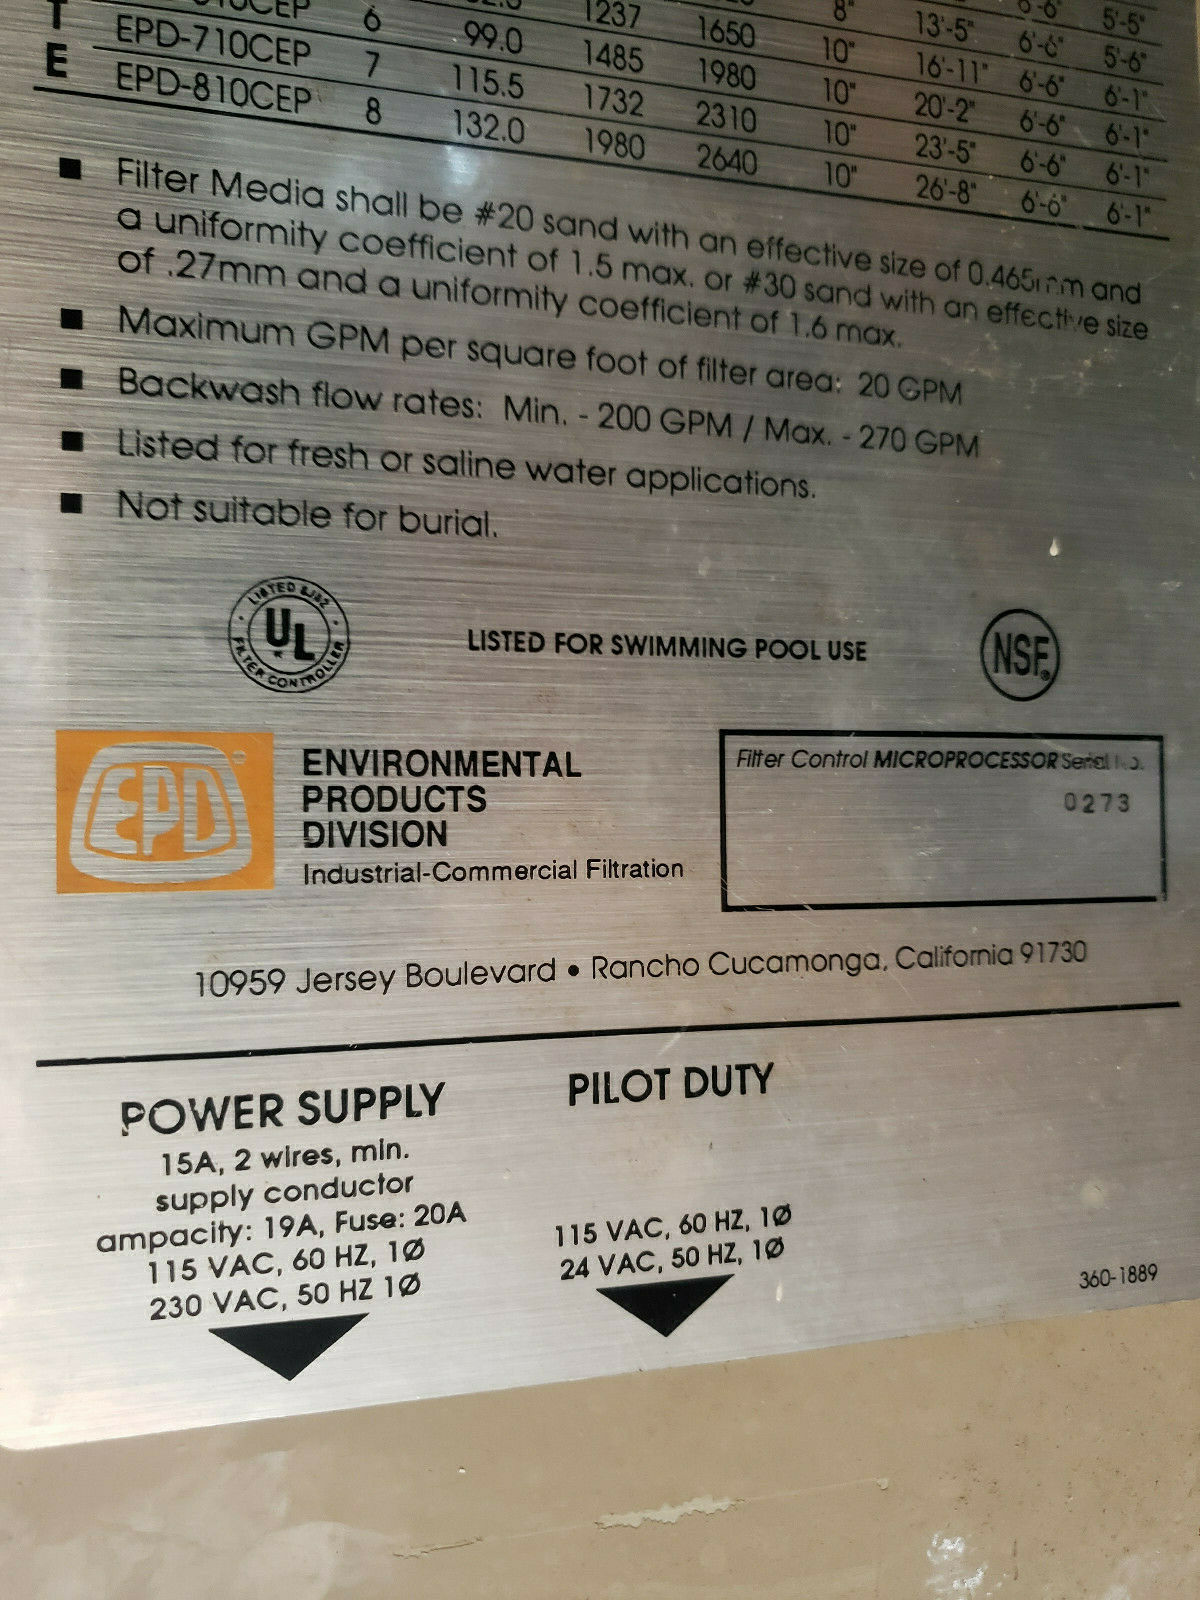 6'-6" 5'-5"
8" 13'-5" 6'-6" 5'-6"
1237 1650 10" 16'-11" 6'-6" 6'-1"
T 6 99.0 1485 1980 10" 20'-2" 6'-6" 6'-1"
E EPD-710CEP 7 115.5 1732 2310 10" 23'-5" 6'-6" 6'-1"
EPD-810CEP 8 132.0 1980 2640 10" 26'-8" 6'-6" 6'-1"
■ Filter Media shall be #20 sand with an effective size of 0.465mm and
a uniformity coefficient of 1.5 max. or #30 sand with an effective size
of .27mm and a uniformity coefficient of 1.6 max.
■ Maximum GPM per square foot of filter area: 20 GPM
■ Backwash flow rates: Min. - 200 GPM / Max. - 270 GPM
■ Listed for fresh or saline water applications.
■ Not suitable for burial.
LISTED 8J82
UL
FILTER CONTROLLER
LISTED FOR SWIMMING POOL USE
NSF®
EPD
ENVIRONMENTAL
PRODUCTS
DIVISION
Industrial-Commercial Filtration
Filter Control MICROPROCESSOR Serial No.
0273
10959 Jersey Boulevard • Rancho Cucamonga, California 91730
POWER SUPPLY
15A, 2 wires, min.
supply conductor
ampacity: 19A, Fuse: 20A
115 VAC, 60 HZ, 1Ø
230 VAC, 50 HZ 1Ø
PILOT DUTY
115 VAC, 60 HZ, 1Ø
24 VAC, 50 HZ, 1Ø
360-1889